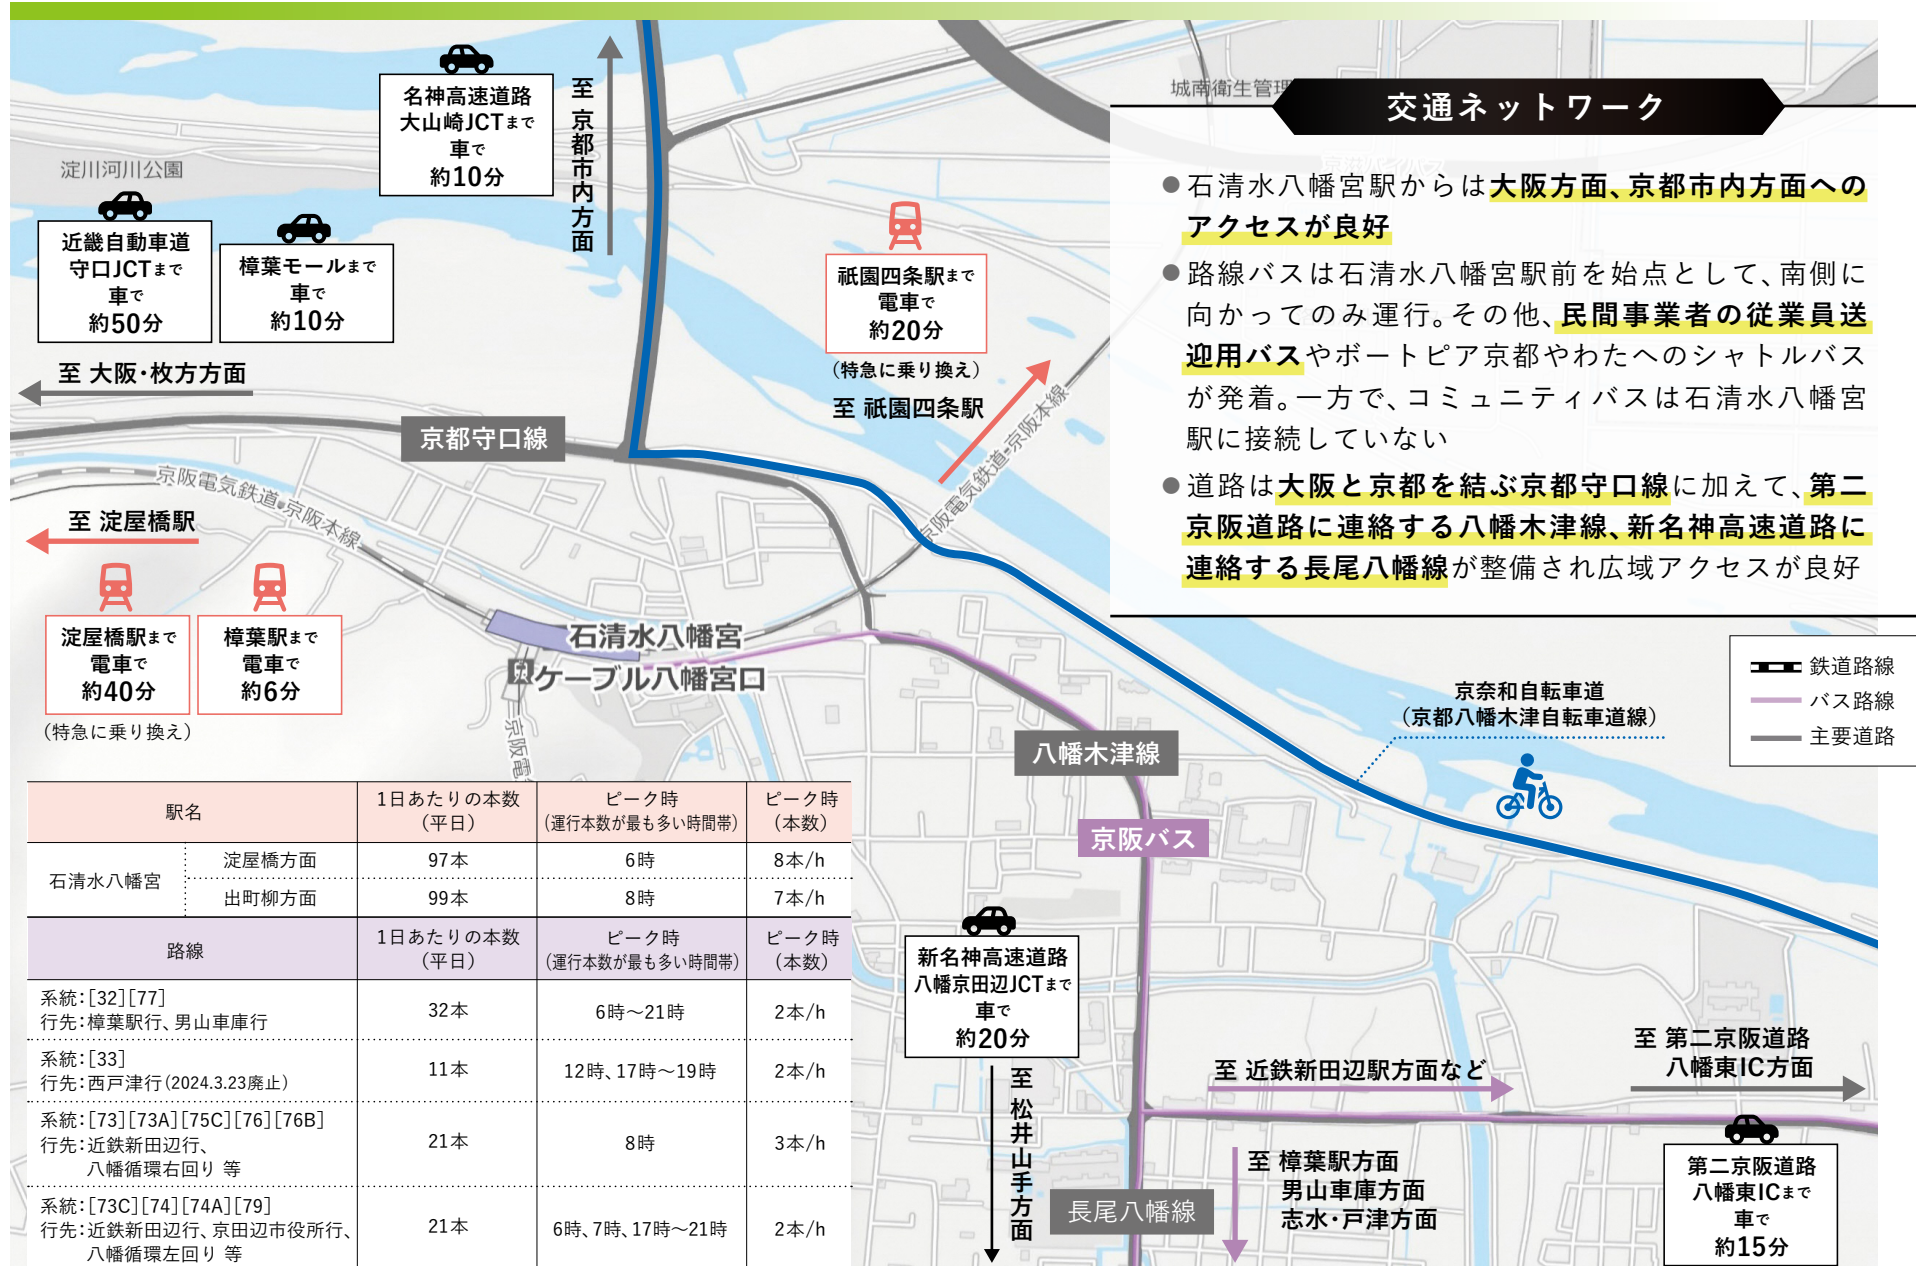 交通ネットワーク
●石清水八幡宮駅からは大阪方面、京都市内方面への
アクセスが良好
●路線バスは石清水八幡宮駅前を始点として、南側に
向かってのみ運行。その他、民間事業者の従業員送
迎用バスやボートピア京都やわたへのシャトルバス
が発着。一方で、コミュニティバスは石清水八幡宮
駅に接続していない
●道路は大阪と京都を結ぶ京都守口線に加えて、第二
京阪道路に連絡する八幡木津線、新名神高速道路に
連絡する長尾八幡線が整備され広域アクセスが良好
城南衛生管理
名神高速道路
大山崎JCTまで
車で
約10分
至 京都市内方面
淀川河川公園
近畿自動車道
守口JCTまで
車で
約50分
樟葉モールまで
車で
約10分
至 大阪・枚方方面
祇園四条駅まで
電車で
約20分
(特急に乗り換え)
至 祇園四条駅
京都守口線
京阪電気鉄道・京阪本線
京阪電気鉄道・京阪本線
至 淀屋橋駅
淀屋橋駅まで
電車で
約40分
(特急に乗り換え)
樟葉駅まで
電車で
約6分
石清水八幡宮
ケーブル八幡宮口
京阪電
鉄道路線
バス路線
主要道路
京奈和自転車道
(京都八幡木津自転車道線)
八幡木津線
京阪バス
新名神高速道路
八幡京田辺JCTまで
車で
約20分
至 松井山手方面
至 近鉄新田辺駅方面など
至 第二京阪道路
八幡東IC方面
第二京阪道路
八幡東ICまで
車で
約15分
至 樟葉駅方面
男山車庫方面
志水・戸津方面
長尾八幡線
駅名 1日あたりの本数(平日) ピーク時(運行本数が最も多い時間帯) ピーク時(本数)
石清水八幡宮 淀屋橋方面 97本 6時 8本/h
出町柳方面 99本 8時 7本/h
路線 1日あたりの本数(平日) ピーク時(運行本数が最も多い時間帯) ピーク時(本数)
系統:[32][77]
行先:樟葉駅行、男山車庫行 32本 6時〜21時 2本/h
系統:[33]
行先:西戸津行(2024.3.23廃止) 11本 12時、17時〜19時 2本/h
系統:[73][73A][75C][76][76B]
行先:近鉄新田辺行、
八幡循環右回り 等 21本 8時 3本/h
系統:[73C][74][74A][79]
行先:近鉄新田辺行、京田辺市役所行、
八幡循環左回り 等 21本 6時、7時、17時〜21時 2本/h